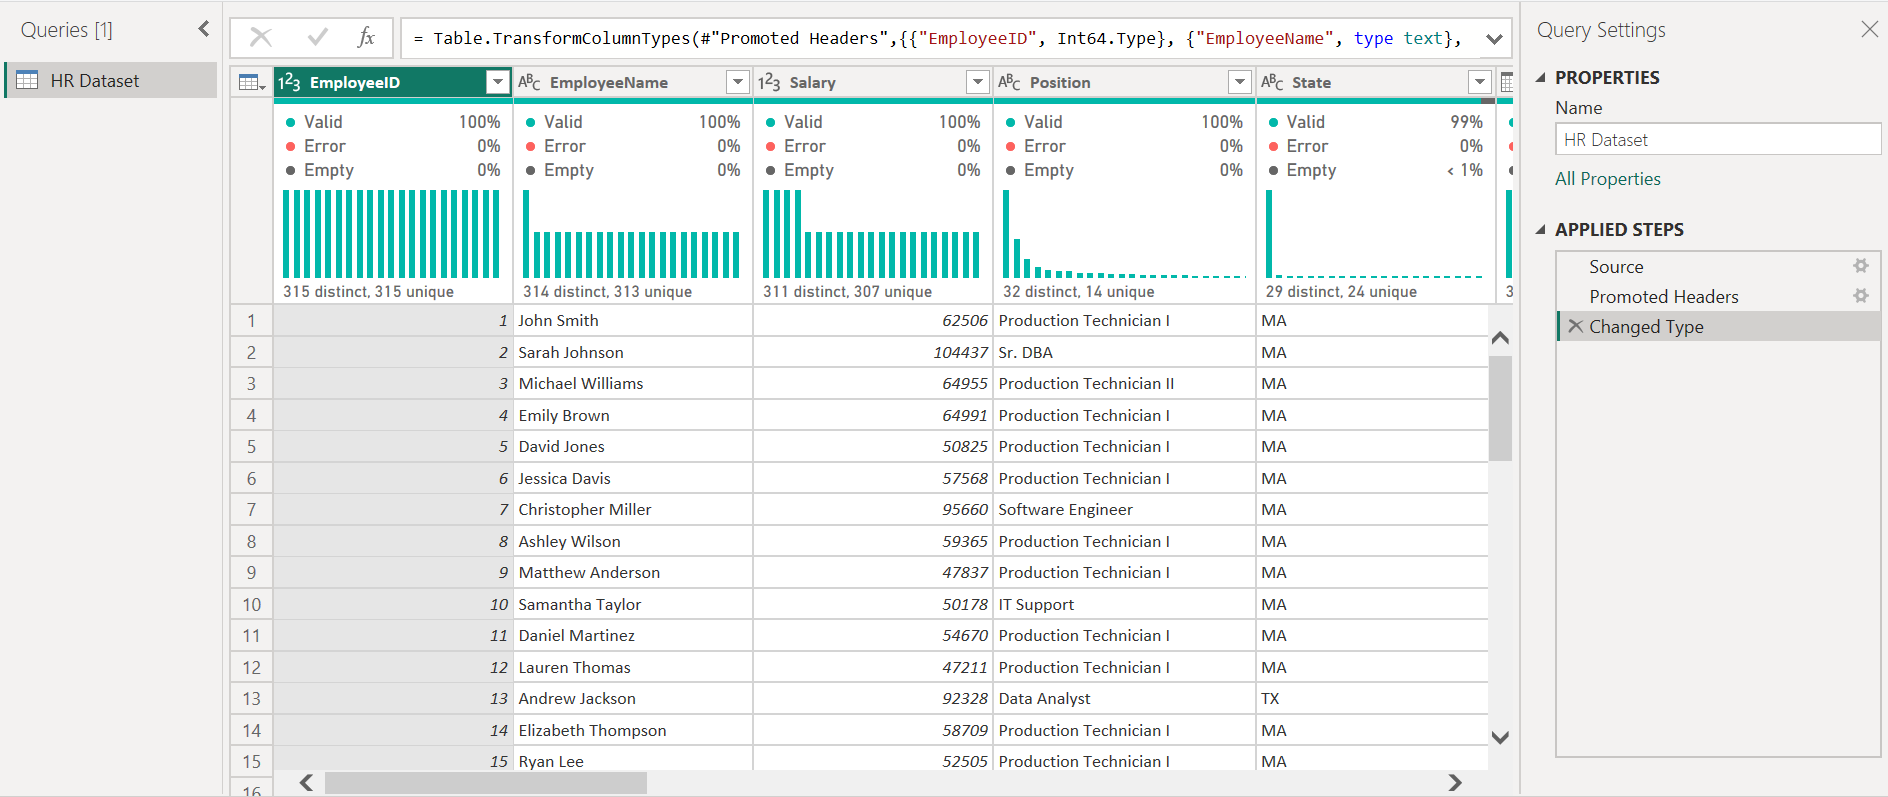 Queries [1]
HR Dataset
fx
= Table.TransformColumnTypes(#"Promoted Headers",{{"EmployeeID", Int64.Type}, {"EmployeeName", type text},
123 EmployeeID ABC EmployeeName 123 Salary ABC Position ABC State
Valid 100% Valid 100% Valid 100% Valid 100% Valid 99%
Error 0% Error 0% Error 0% Error 0% Error 0%
Empty 0% Empty 0% Empty 0% Empty 0% Empty < 1%
315 distinct, 315 unique 314 distinct, 313 unique 311 distinct, 307 unique 32 distinct, 14 unique 29 distinct, 24 unique 3
1 1 John Smith 62506 Production Technician I MA
2 2 Sarah Johnson 104437 Sr. DBA MA
3 3 Michael Williams 64955 Production Technician II MA
4 4 Emily Brown 64991 Production Technician I MA
5 5 David Jones 50825 Production Technician I MA
6 6 Jessica Davis 57568 Production Technician I MA
7 7 Christopher Miller 95660 Software Engineer MA
8 8 Ashley Wilson 59365 Production Technician I MA
9 9 Matthew Anderson 47837 Production Technician I MA
10 10 Samantha Taylor 50178 IT Support MA
11 11 Daniel Martinez 54670 Production Technician I MA
12 12 Lauren Thomas 47211 Production Technician I MA
13 13 Andrew Jackson 92328 Data Analyst TX
14 14 Elizabeth Thompson 58709 Production Technician I MA
15 15 Ryan Lee 52505 Production Technician I MA
16
Query Settings
PROPERTIES
Name
HR Dataset
All Properties
APPLIED STEPS
Source
Promoted Headers
Changed Type